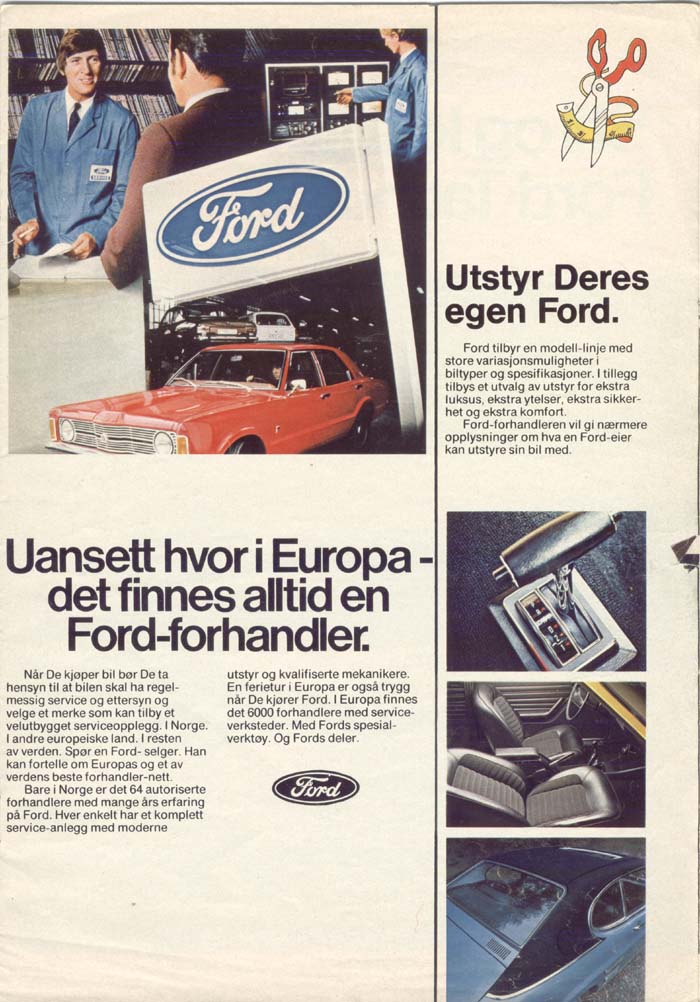 Ford
Uansett hvor i Europa -
det finnes alltid en
Ford-forhandler.
Når De kjøper bil bør De ta
hensyn til at bilen skal ha regel-
messig service og ettersyn og
velge et merke som kan tilby et
velutbygget serviceopplegg. I Norge.
I andre europeiske land. I resten
av verden. Spør en Ford- selger. Han
kan fortelle om Europas og et av
verdens beste forhandler-nett.
Bare i Norge er det 64 autoriserte
forhandlere med mange års erfaring
på Ford. Hver enkelt har et komplett
service-anlegg med moderne
utstyr og kvalifiserte mekanikere.
En ferietur i Europa er også trygg
når De kjører Ford. I Europa finnes
det 6000 forhandlere med service-
verksteder. Med Fords spesial-
verktøy. Og Fords deler.
Ford
Utstyr Deres
egen Ford.
Ford tilbyr en modell-linje med
store variasjonsmuligheter i
biltyper og spesifikasjoner. I tillegg
tilbys et utvalg av utstyr for ekstra
luksus, ekstra ytelser, ekstra sikker-
het og ekstra komfort.
Ford-forhandleren vil gi nærmere
opplysninger om hva en Ford-eier
kan utstyre sin bil med.